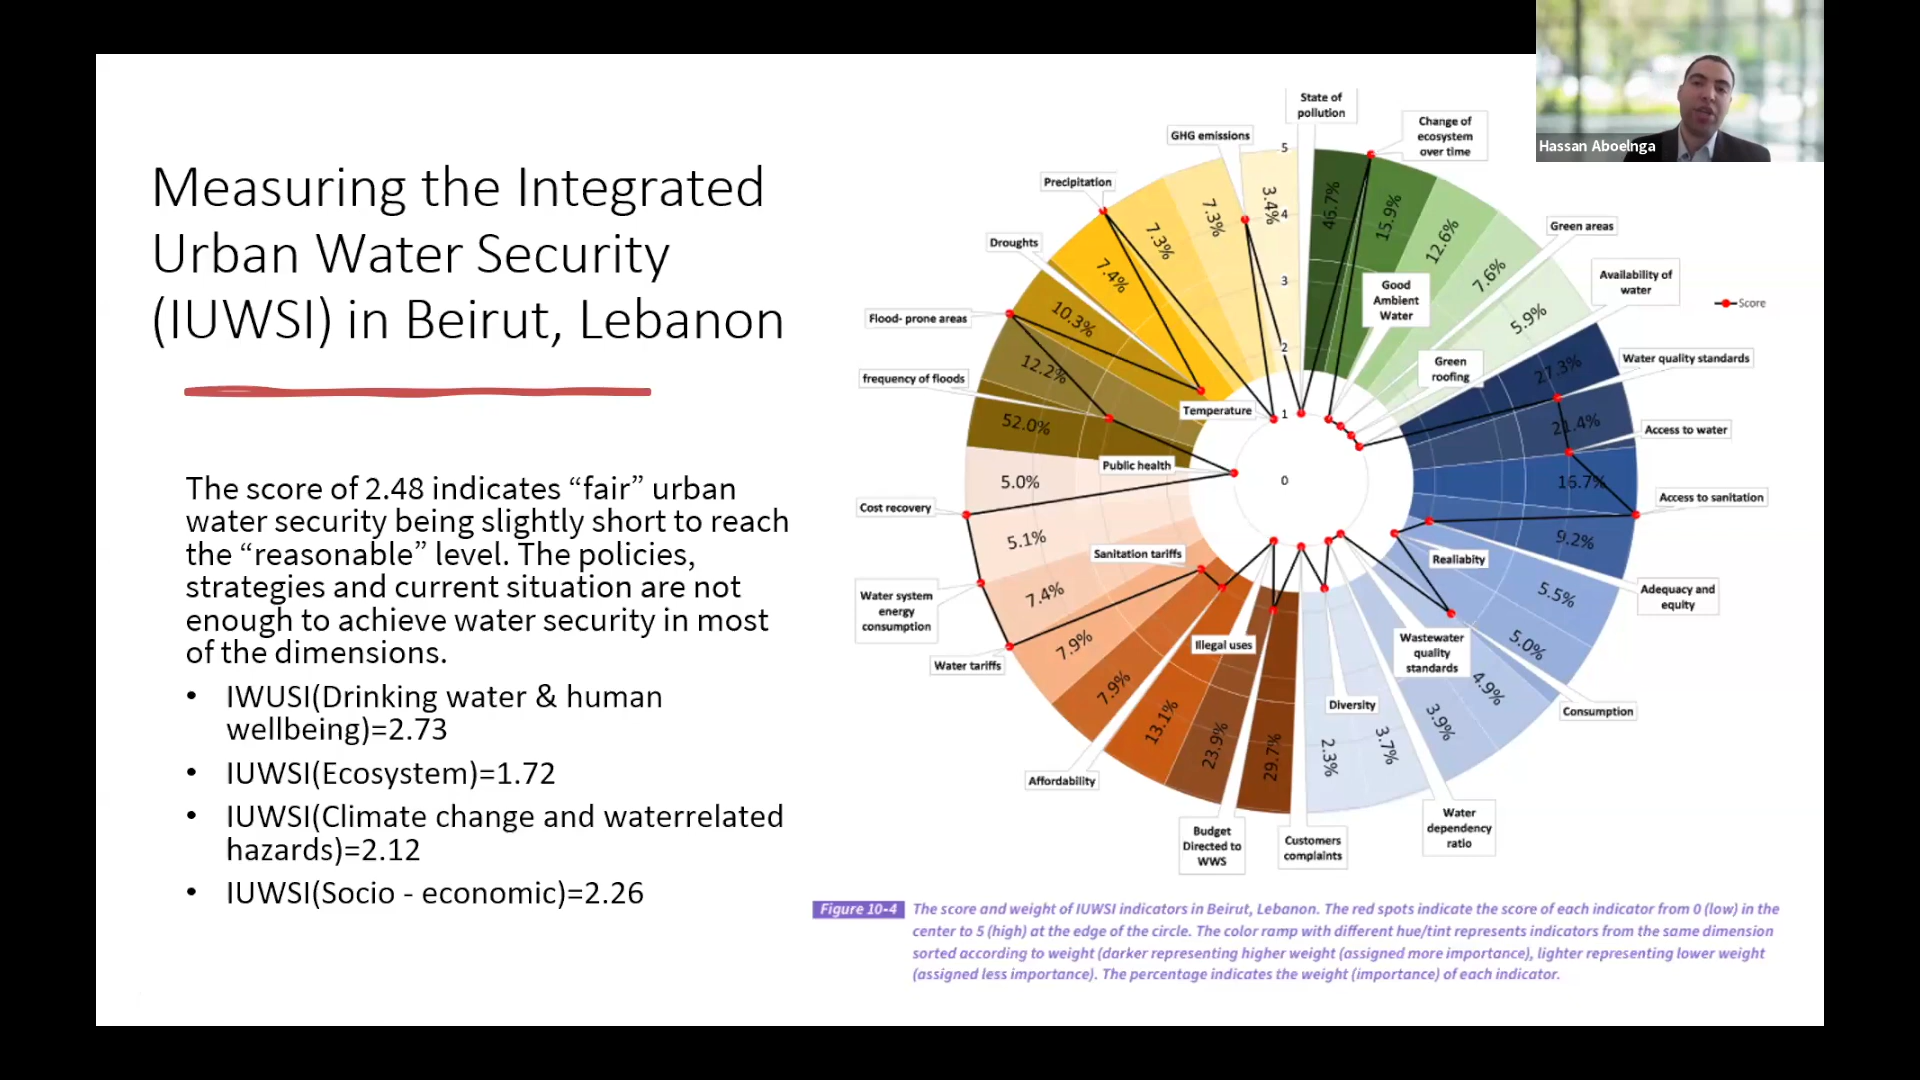 Hassan Aboelnga
Measuring the Integrated
Urban Water Security
(IUWSI) in Beirut, Lebanon
The score of 2.48 indicates “fair” urban
water security being slightly short to reach
the “reasonable” level. The policies,
strategies and current situation are not
enough to achieve water security in most
of the dimensions.
• IWUSI(Drinking water & human
wellbeing)=2.73
• IUWSI(Ecosystem)=1.72
• IUWSI(Climate change and waterrelated
hazards)=2.12
• IUWSI(Socio - economic)=2.26
State of
pollution
Change of
ecosystem
over time
Good
Ambient
Water
Green areas
Green
roofing
Availability of
water
Water quality standards
Access to water
Access to sanitation
Adequacy and
equity
Realiabity
Consumption
Wastewater
quality
standards
Water
dependency
ratio
Diversity
Customers
complaints
Budget
Directed to
WWS
Illegal uses
Affordability
Sanitation tariffs
Water tariffs
Water system
energy
consumption
Cost recovery
Public health
frequency of floods
Flood- prone areas
Temperature
Droughts
Precipitation
GHG emissions
5
4
3
2
1
0
46.7%
15.9%
12.6%
7.6%
5.9%
27.3%
21.4%
16.7%
9.2%
5.5%
5.0%
4.9%
3.9%
3.7%
2.3%
29.7%
23.9%
13.1%
7.9%
7.9%
7.4%
5.1%
5.0%
52.0%
12.2%
10.3%
7.4%
7.3%
7.3%
3.4%
Score
Figure 10-4 The score and weight of IUWSI indicators in Beirut, Lebanon. The red spots indicate the score of each indicator from 0 (low) in the
center to 5 (high) at the edge of the circle. The color ramp with different hue/tint represents indicators from the same dimension
sorted according to weight (darker representing higher weight (assigned more importance), lighter representing lower weight
(assigned less importance). The percentage indicates the weight (importance) of each indicator.